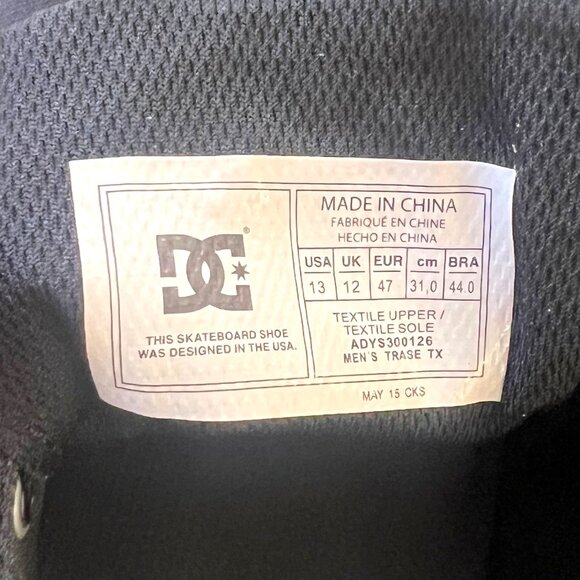 DC
®
THIS SKATEBOARD SHOE
WAS DESIGNED IN THE USA.
MADE IN CHINA
FABRIQUÉ EN CHINE
HECHO EN CHINA
USA UK EUR cm BRA
13 12 47 31,0 44.0
TEXTILE UPPER /
TEXTILE SOLE
ADYS300126
MEN'S TRASE TX
MAY 15 CKS